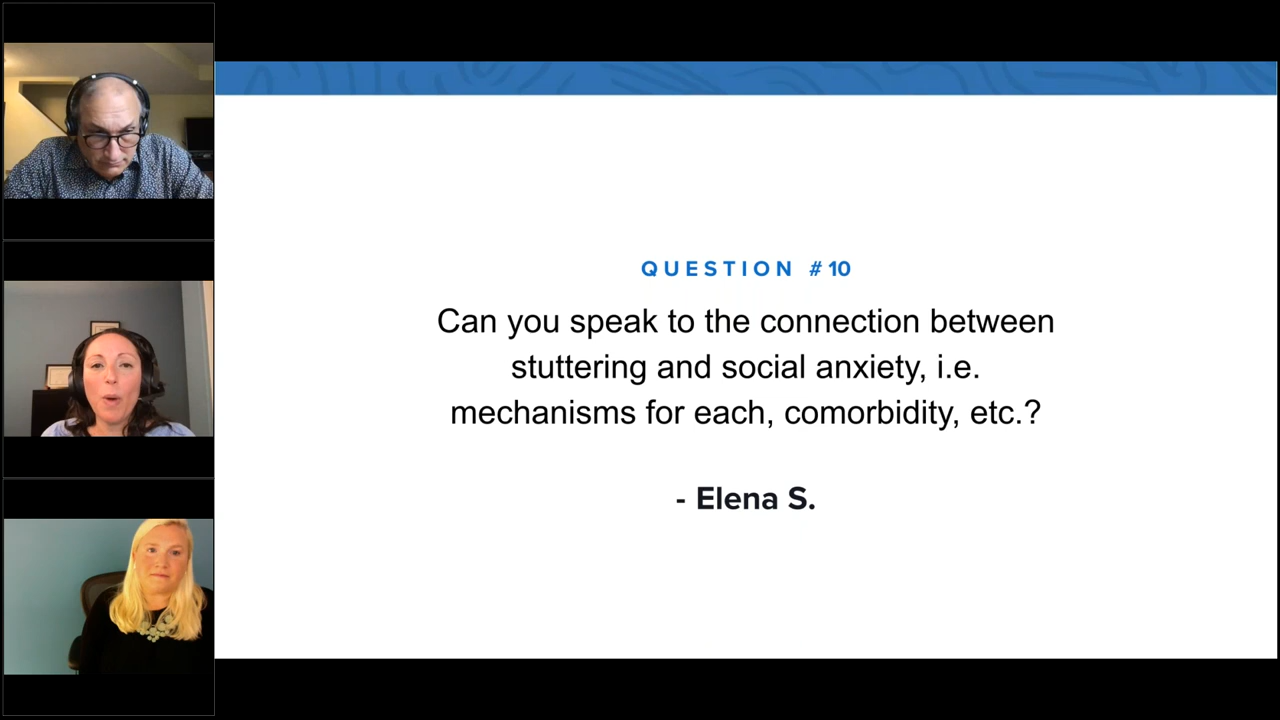 QUESTION #10
Can you speak to the connection between
stuttering and social anxiety, i.e.
mechanisms for each, comorbidity, etc.?
- Elena S.